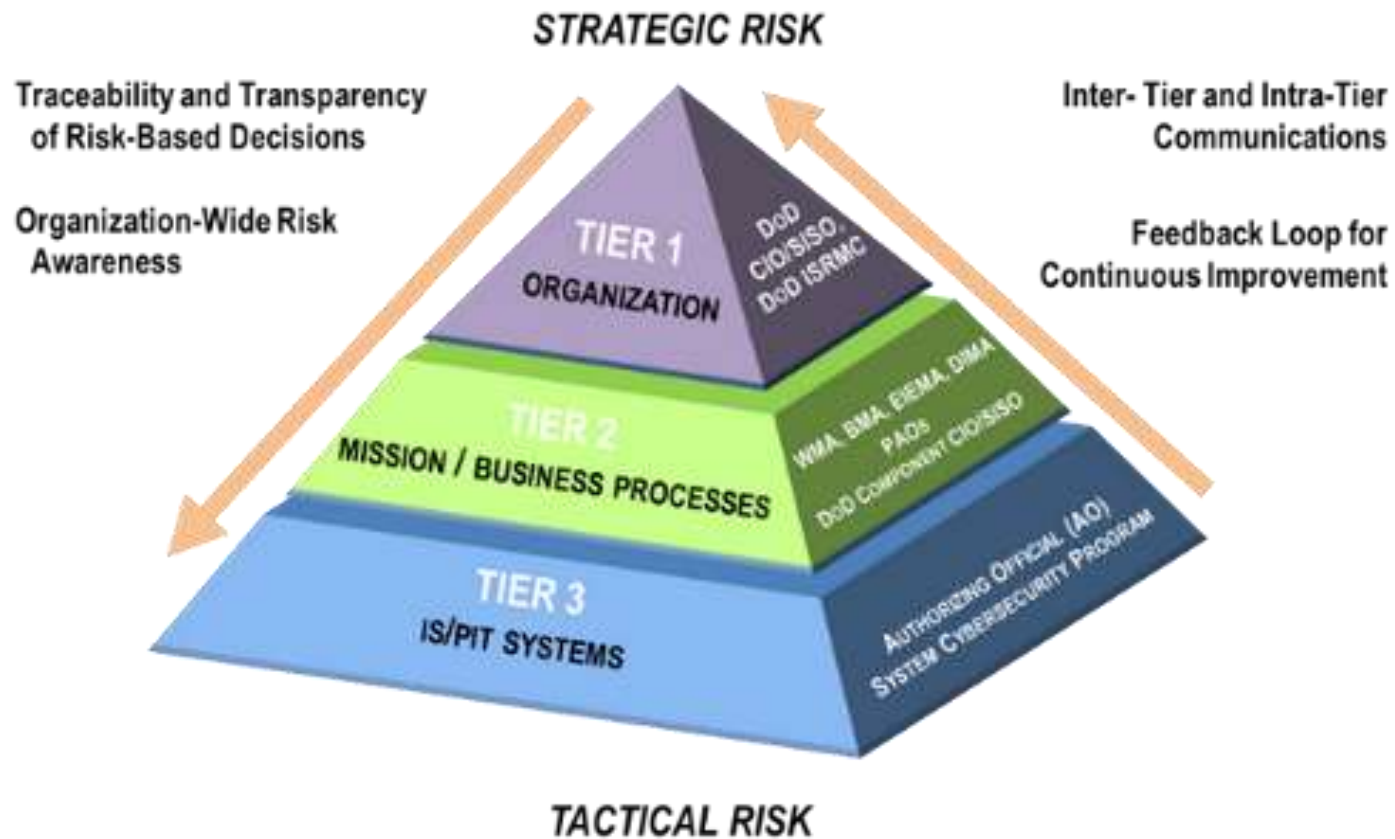 STRATEGIC RISK
Traceability and Transparency
of Risk-Based Decisions
Organization-Wide Risk
Awareness
Inter- Tier and Intra-Tier
Communications
Feedback Loop for
Continuous Improvement
TIER 1
ORGANIZATION
DoD
CIO/SISO,
DoD ISRMC
TIER 2
MISSION / BUSINESS PROCESSES
WMA, BMA, EIEMA, DIMA
PAOs
DoD COMPONENT CIO/SISO
TIER 3
IS/PIT SYSTEMS
AUTHORIZING OFFICIAL (AO)
SYSTEM CYBERSECURITY PROGRAM
TACTICAL RISK